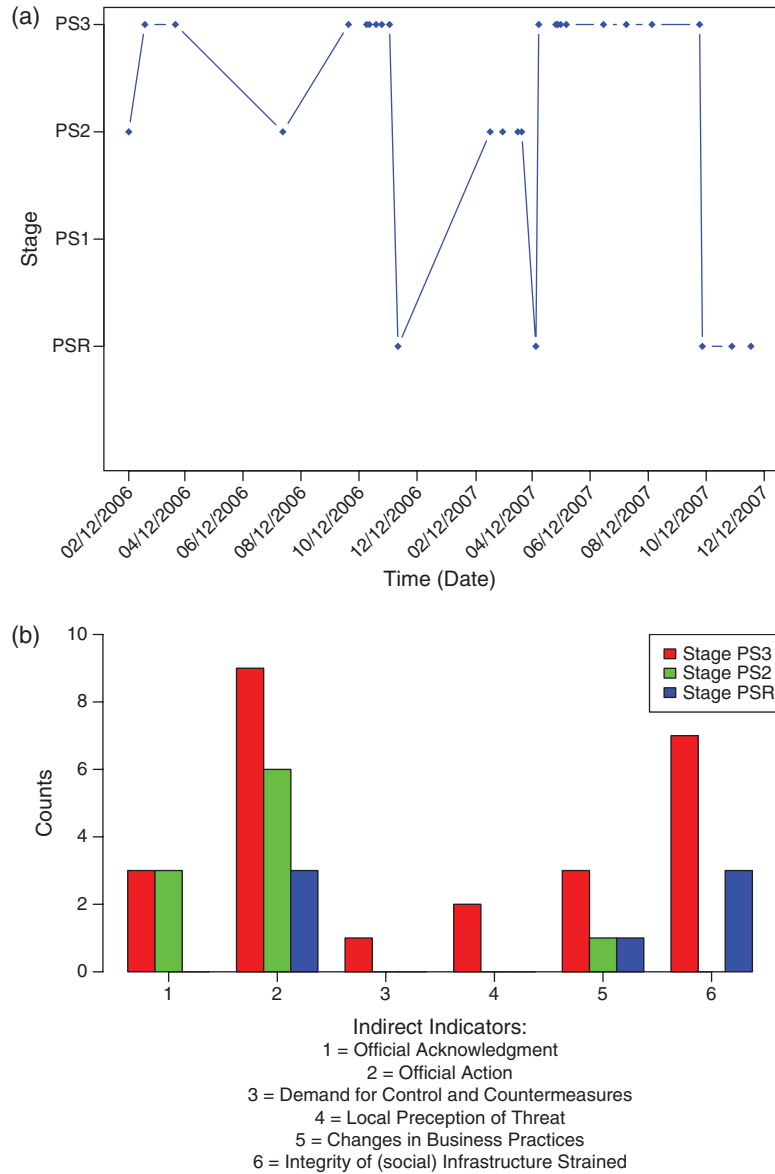 (a)
PS3
PS2
PS1
PSR
Stage
02/12/2006
04/12/2006
06/12/2006
08/12/2006
10/12/2006
12/12/2006
02/12/2007
04/12/2007
06/12/2007
08/12/2007
10/12/2007
12/12/2007
Time (Date)
(b)
10
8
6
4
2
0
Counts
Stage PS3
Stage PS2
Stage PSR
1
2
3
4
5
6
Indirect Indicators:
1 = Official Acknowledgment
2 = Official Action
3 = Demand for Control and Countermeasures
4 = Local Preception of Threat
5 = Changes in Business Practices
6 = Integrity of (social) Infrastructure Strained